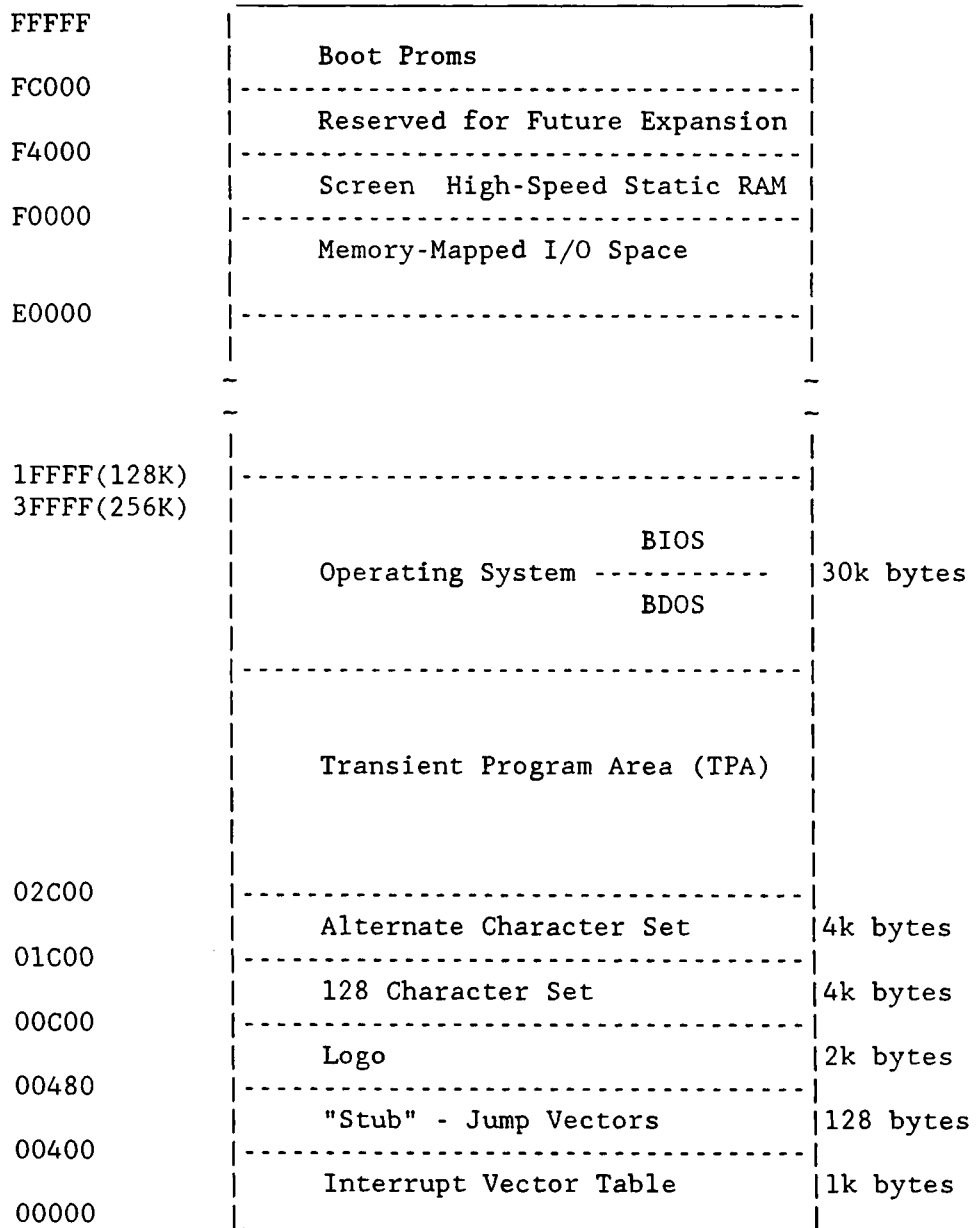 FFFFF
Boot Proms
FC000
Reserved for Future Expansion
F4000
Screen High-Speed Static RAM
F0000
Memory-Mapped I/O Space
E0000
1FFFF(128K)
3FFFF(256K)
BIOS
Operating System ----------- 30k bytes
BDOS
Transient Program Area (TPA)
02C00
Alternate Character Set 4k bytes
01C00
128 Character Set 4k bytes
00C00
Logo 2k bytes
00480
"Stub" - Jump Vectors 128 bytes
00400
Interrupt Vector Table 1k bytes
00000